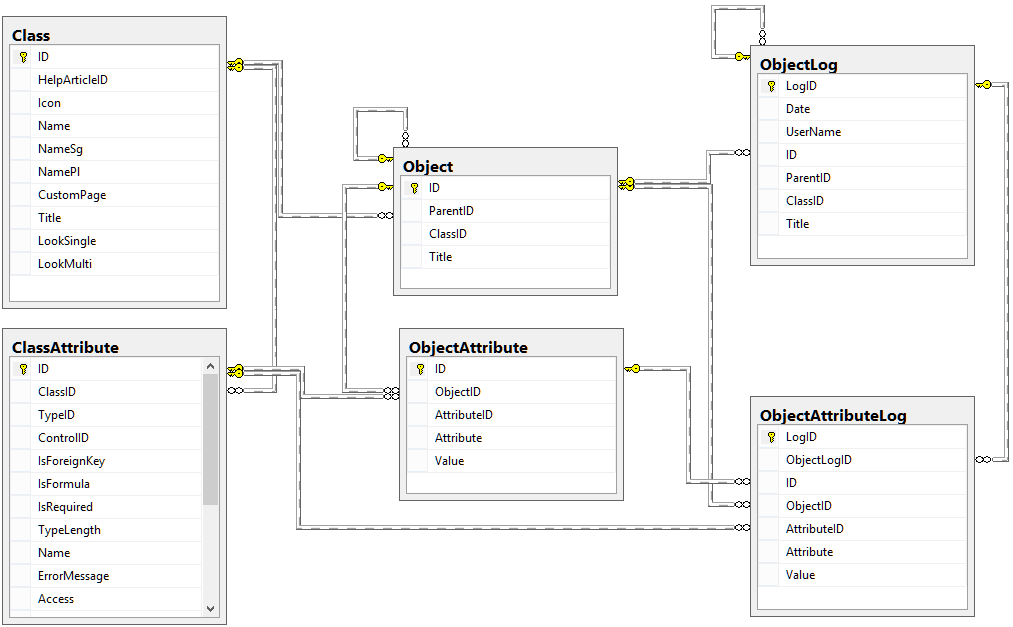 Class
ID
HelpArticleID
Icon
Name
NameSg
NamePl
CustomPage
Title
LookSingle
LookMulti
ClassAttribute
ID
ClassID
TypeID
ControlID
IsForeignKey
IsFormula
IsRequired
TypeLength
Name
ErrorMessage
Access
Object
ID
ParentID
ClassID
Title
ObjectAttribute
ID
ObjectID
AttributeID
Attribute
Value
ObjectLog
LogID
Date
UserName
ID
ParentID
ClassID
Title
ObjectAttributeLog
LogID
ObjectLogID
ID
ObjectID
AttributeID
Attribute
Value